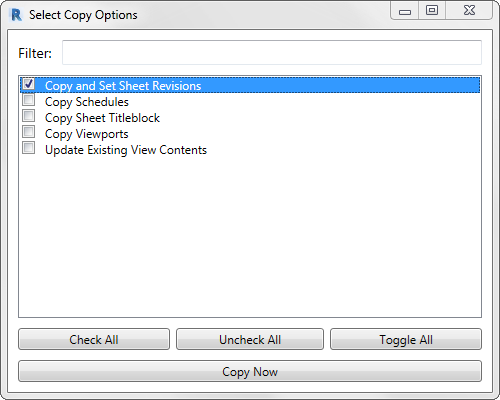 Select Copy Options
Filter:
Copy and Set Sheet Revisions
Copy Schedules
Copy Sheet Titleblock
Copy Viewports
Update Existing View Contents
Check All Uncheck All Toggle All
Copy Now